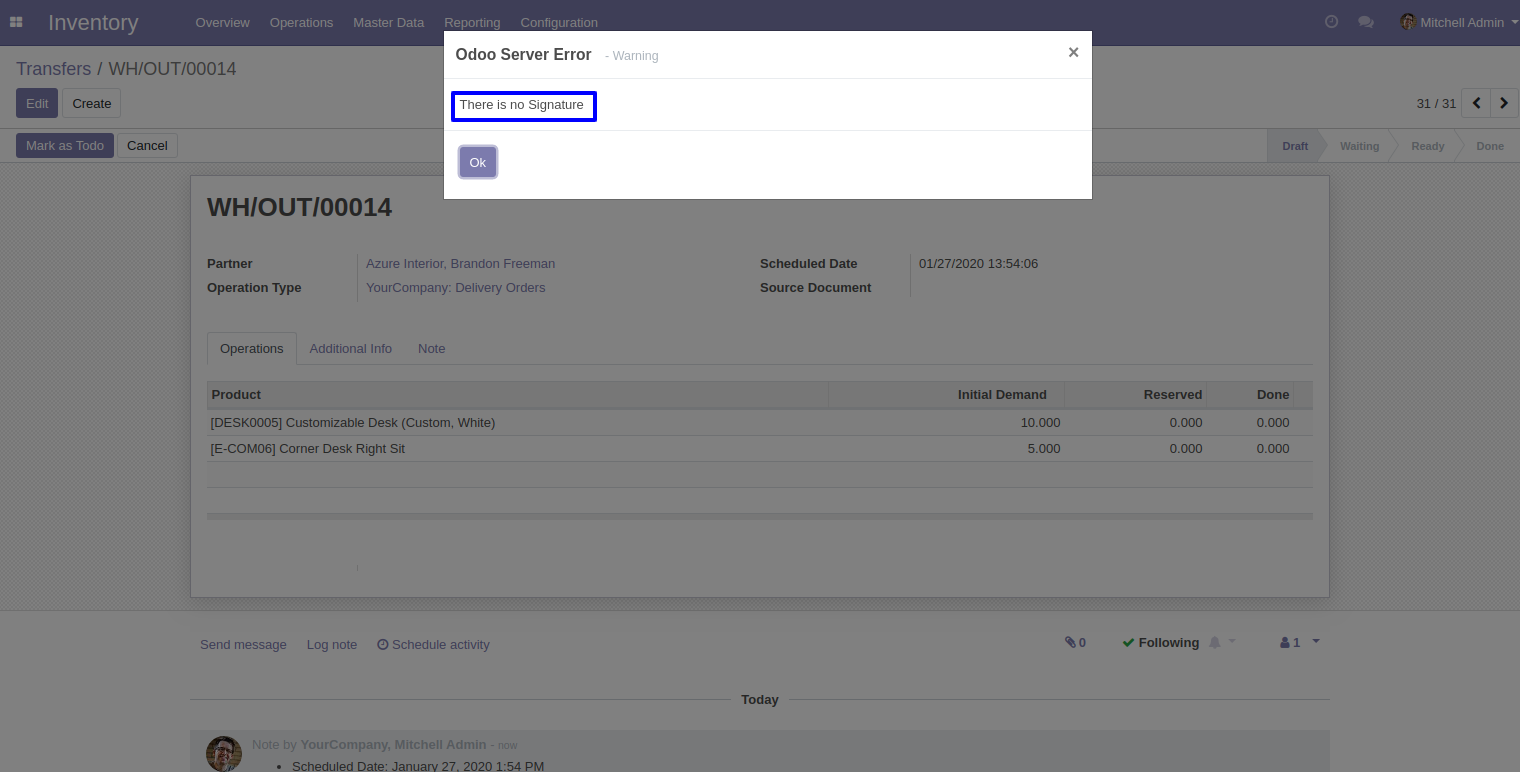 Inventory Overview Operations Master Data Reporting Configuration Mitchell Admin
Odoo Server Error - Warning ×
Transfers / WH/OUT/00014
Edit Create
There is no Signature
31 / 31
Mark as Todo Cancel
Draft Waiting Ready Done
Ok
WH/OUT/00014
Partner Azure Interior, Brandon Freeman Scheduled Date 01/27/2020 13:54:06
Operation Type YourCompany: Delivery Orders Source Document
Operations Additional Info Note
Product Initial Demand Reserved Done
[DESK0005] Customizable Desk (Custom, White) 10.000 0.000 0.000
[E-COM06] Corner Desk Right Sit 5.000 0.000 0.000
Send message Log note Schedule activity 0 Following 1
Today
Note by YourCompany, Mitchell Admin - now
• Scheduled Date: January 27, 2020 1:54 PM